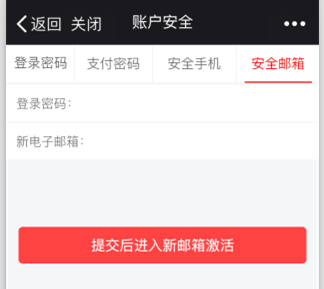 返回 关闭 账户安全
登录密码 支付密码 安全手机 安全邮箱
登录密码：
新电子邮箱：
提交后进入新邮箱激活